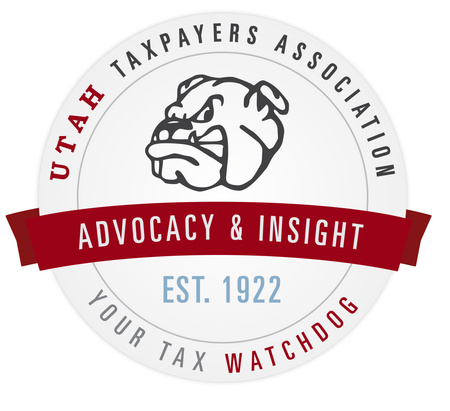 UTAH TAXPAYERS ASSOCIATION
ADVOCACY & INSIGHT
EST. 1922
YOUR TAX WATCHDOG